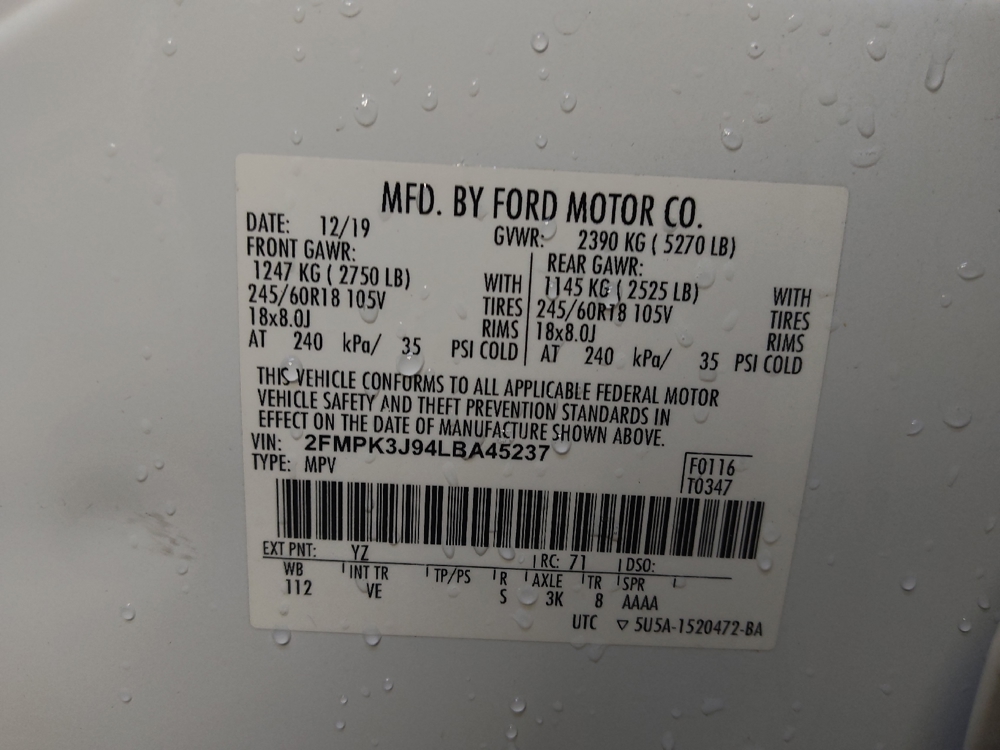 MFD. BY FORD MOTOR CO.
DATE: 12/19 GVWR: 2390 KG ( 5270 LB)
FRONT GAWR: REAR GAWR:
1247 KG ( 2750 LB) WITH 1145 KG ( 2525 LB) WITH
245/60R18 105V TIRES 245/60R18 105V TIRES
18x8.0J RIMS 18x8.0J RIMS
AT 240 kPa/ 35 PSI COLD AT 240 kPa/ 35 PSI COLD
THIS VEHICLE CONFORMS TO ALL APPLICABLE FEDERAL MOTOR
VEHICLE SAFETY AND THEFT PREVENTION STANDARDS IN
EFFECT ON THE DATE OF MANUFACTURE SHOWN ABOVE.
VIN: 2FMPK3J94LBA45237
TYPE: MPV F0116
T0347
EXT PNT: YZ RC: 71 DSO:
WB INT TR TP/PS R AXLE TR SPR
112 VE S 3K 8 AAAA
UTC ▽ 5U5A-1520472-BA